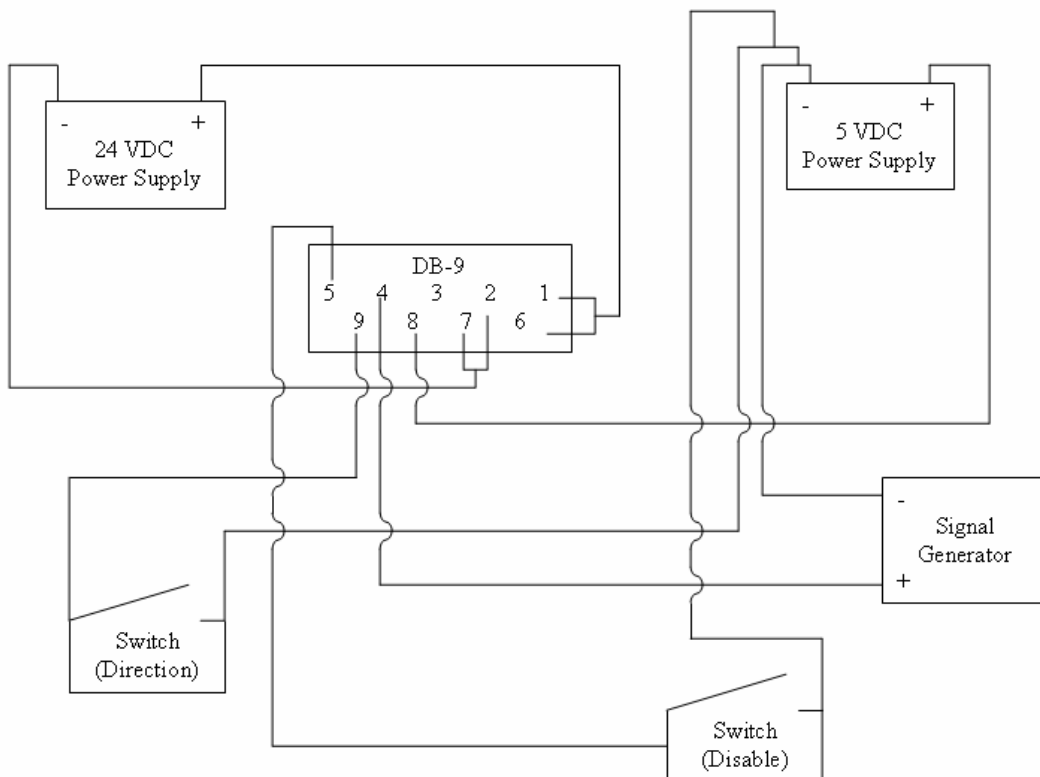 - +
24 VDC
Power Supply
- +
5 VDC
Power Supply
DB-9
5 4 3 2 1
9 8 7 6
-
Signal
Generator
+
Switch
(Direction)
Switch
(Disable)